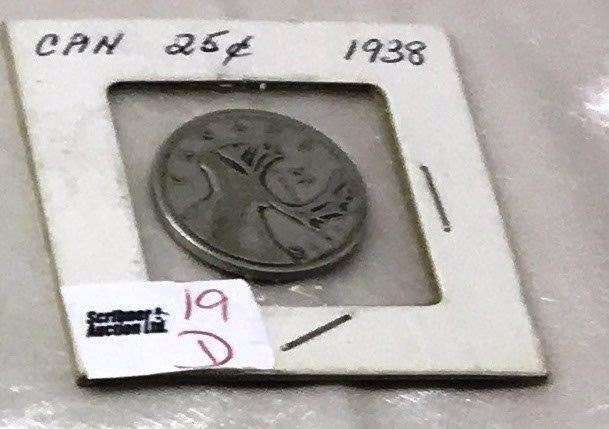 CAN 25¢ 1938
Scribner
Auction Ltd.
19
D